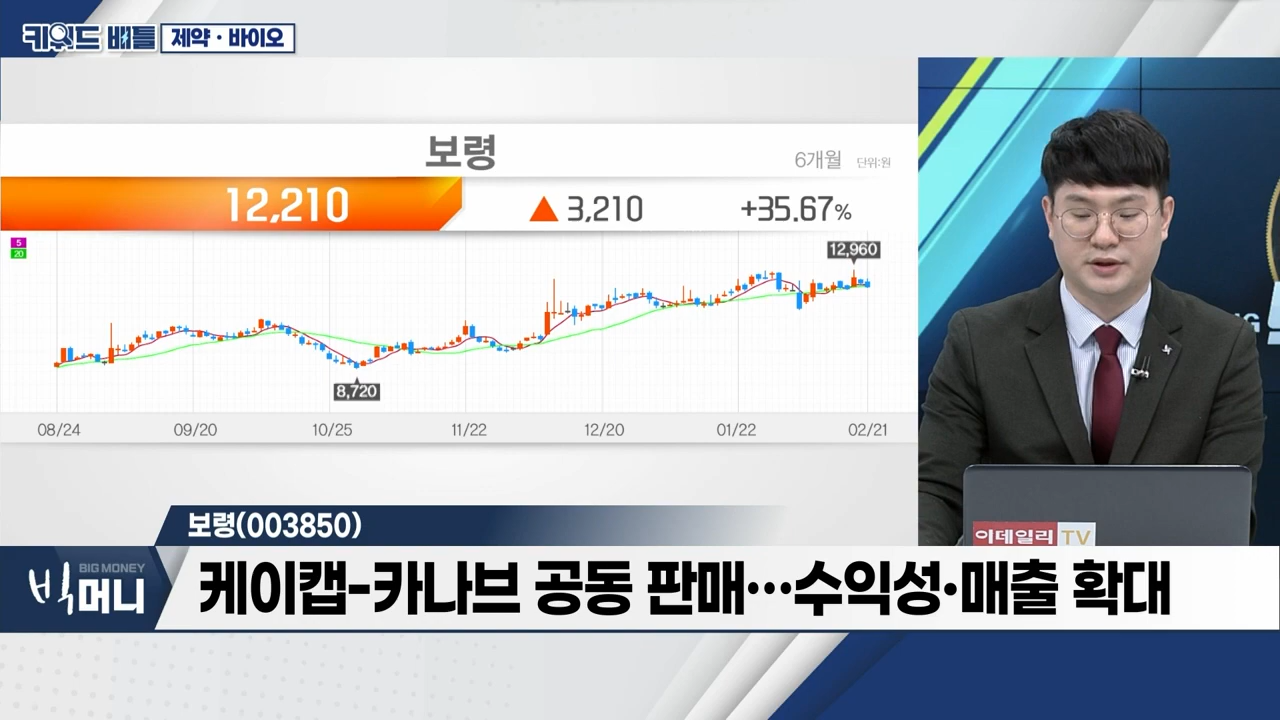 키워드 배틀 제약·바이오
보령
6개월 단위:원
12,210 ▲ 3,210 +35.67%
5
20
12,960
8,720
08/24 09/20 10/25 11/22 12/20 01/22 02/21
이데일리 TV
보령(003850)
BIG MONEY
빅머니
케이캡-카나브 공동 판매…수익성·매출 확대